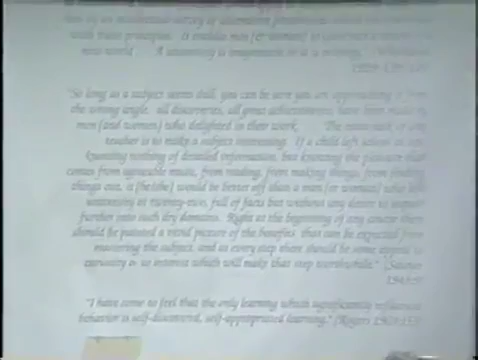 with these principles. It enables men [& women] to construct a
new world
"So long as a subject seems dull, you can be sure you are approaching it from
the wrong angle. All discoveries, all great achievements, have been made by
men [and women] who delighted in their work. The
teacher is to make a subject interesting. If a child left school at ten,
knowing nothing of detailed information, but knowing the pleasure that
comes from agreeable music, from reading, from making things, from finding
things out, it [he/she] would be better off than a man [or woman] who left
university at twenty-two, full of facts but without any desire to
further into such dry domains. Right at the beginning of any course there
should be painted a vivid picture of the benefits that can be expected from
mastering the subject, and at every step there should be some appeal to
curiosity or to interest which will make that step worthwhile." (Sawyer
"I have come to feel that the only learning which significantly influences
behavior is self-discovered, self-appropriated learning." (Rogers